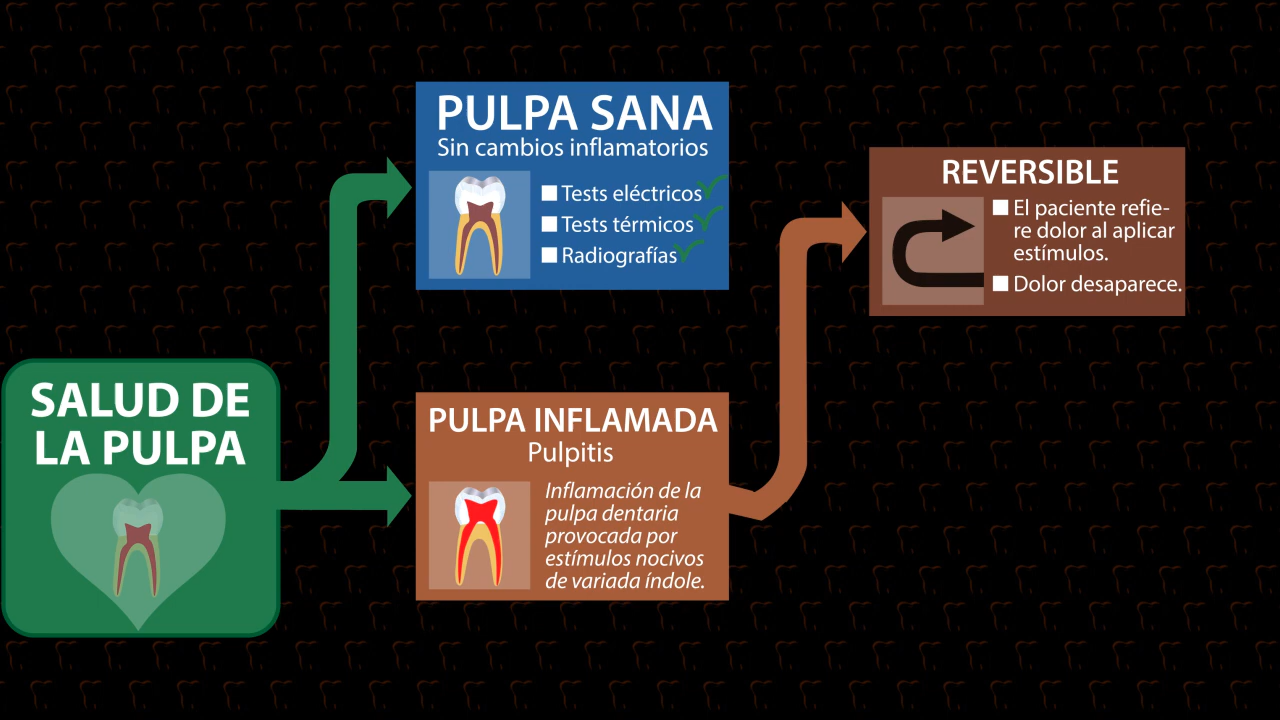 SALUD DE
LA PULPA
PULPA SANA
Sin cambios inflamatorios
Tests eléctricos
Tests térmicos
Radiografías
PULPA INFLAMADA
Pulpitis
Inflamación de la
pulpa dentaria
provocada por
estímulos nocivos
de variada índole.
REVERSIBLE
El paciente refie-
re dolor al aplicar
estímulos.
Dolor desaparece.